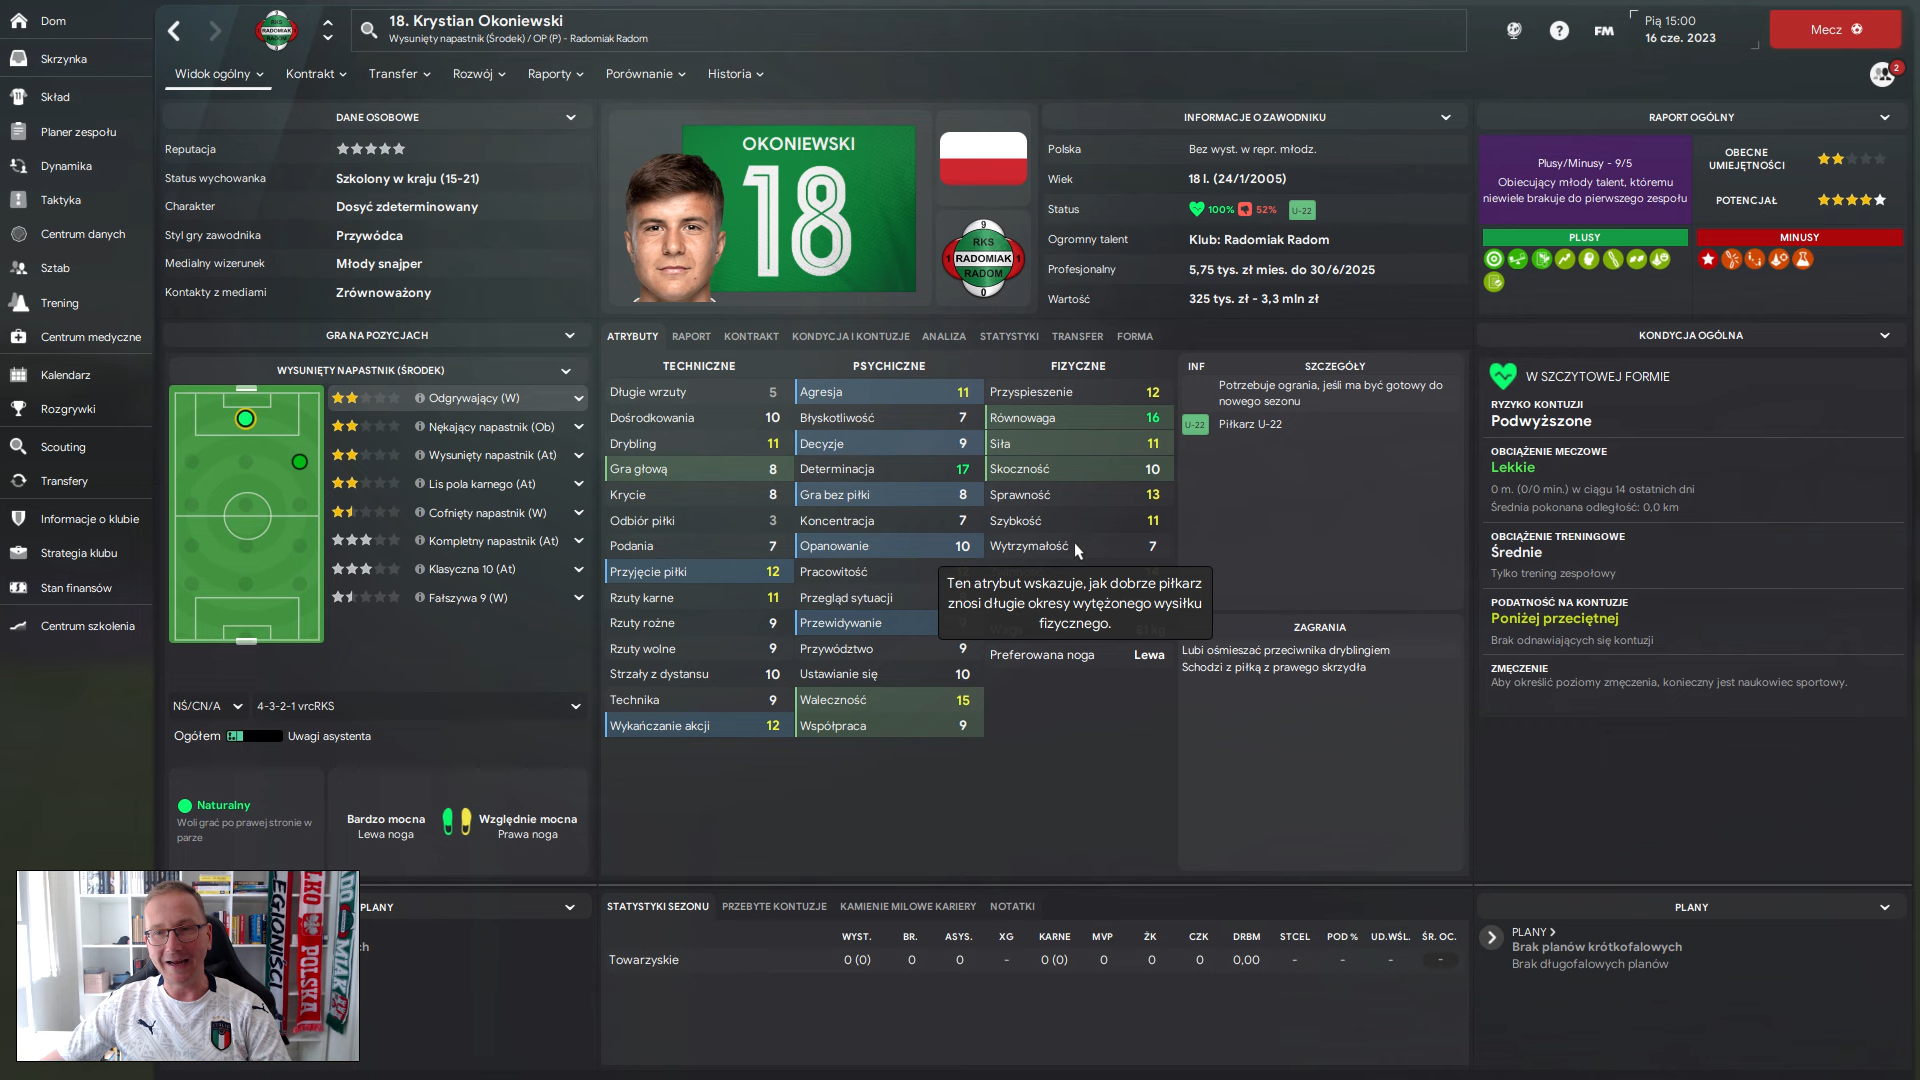 Dom
Skrzynka
Skład
Planer zespołu
Dynamika
Taktyka
Centrum danych
Sztab
Trening
Centrum medyczne
Kalendarz
Rozgrywki
Scouting
Transfery
Informacje o klubie
Strategia klubu
Stan finansów
Centrum szkolenia
18. Krystian Okoniewski
Wysunięty napastnik (Środek) / OP (P) - Radomiak Radom
FM
Pią 15:00
16 cze. 2023
Mecz
2
Widok ogólny
Kontrakt
Transfer
Rozwój
Raporty
Porównanie
Historia
DANE OSOBOWE
Reputacja
Status wychowanka Szkolony w kraju (15-21)
Charakter Dosyć zdeterminowany
Styl gry zawodnika Przywódca
Medialny wizerunek Młody snajper
Kontakty z mediami Zrównoważony
OKONIEWSKI
18
RKS
RADOMIAK
RADOM
INFORMACJE O ZAWODNIKU
Polska Bez wyst. w repr. młodz.
Wiek 18 l. (24/1/2005)
Status 100% 52% U-22
Ogromny talent Klub: Radomiak Radom
Profesjonalny 5,75 tys. zł mies. do 30/6/2025
Wartość 325 tys. zł - 3,3 mln zł
RAPORT OGÓLNY
Plusy/Minusy - 9/5
Obiecujący młody talent, któremu
niewiele brakuje do pierwszego zespołu
OBECNE
UMIEJĘTNOŚCI
POTENCJAŁ
PLUSY
MINUSY
GRA NA POZYCJACH
WYSUNIĘTY NAPASTNIK (ŚRODEK)
Odgrywający (W)
Nękający napastnik (Ob)
Wysunięty napastnik (At)
Lis pola karnego (At)
Cofnięty napastnik (W)
Kompletny napastnik (At)
Klasyczna 10 (At)
Fałszywa 9 (W)
NŚ/CN/A
4-3-2-1 vrcRKS
Ogółem
Uwagi asystenta
Naturalny
Woli grać po prawej stronie w
parze
Bardzo mocna
Lewa noga
Względnie mocna
Prawa noga
ATRYBUTY RAPORT KONTRAKT KONDYCJA I KONTUZJE ANALIZA STATYSTYKI TRANSFER FORMA
TECHNICZNE
Długie wrzuty 5
Dośrodkowania 10
Drybling 11
Gra głową 8
Krycie 8
Odbiór piłki 3
Podania 7
Przyjęcie piłki 12
Rzuty karne 11
Rzuty rożne 9
Rzuty wolne 9
Strzały z dystansu 10
Technika 9
Wykańczanie akcji 12
PSYCHICZNE
Agresja 11
Błyskotliwość 7
Decyzje 9
Determinacja 17
Gra bez piłki 8
Koncentracja 7
Opanowanie 10
Pracowitość
Przegląd sytuacji
Przewidywanie
Przywództwo 9
Ustawianie się 10
Waleczność 15
Współpraca 9
FIZYCZNE
Przyspieszenie 12
Równowaga 16
Siła 11
Skoczność 10
Sprawność 13
Szybkość 11
Wytrzymałość 7
Ten atrybut wskazuje, jak dobrze piłkarz
znosi długie okresy wytężonego wysiłku
fizycznego.
Preferowana noga Lewa
INF SZCZEGÓŁY
Potrzebuje ogrania, jeśli ma być gotowy do
nowego sezonu
U-22 Piłkarz U-22
ZAGRANIA
Lubi ośmieszać przeciwnika dryblingiem
Schodzi z piłką z prawego skrzydła
KONDYCJA OGÓLNA
W SZCZYTOWEJ FORMIE
RYZYKO KONTUZJI
Podwyższone
OBCIĄŻENIE MECZOWE
Lekkie
0 m. (0/0 min.) w ciągu 14 ostatnich dni
Średnia pokonana odległość: 0,0 km
OBCIĄŻENIE TRENINGOWE
Średnie
Tylko trening zespołowy
PODATNOŚĆ NA KONTUZJE
Poniżej przeciętnej
Brak odnawiających się kontuzji
ZMĘCZENIE
Aby określić poziomy zmęczenia, konieczny jest naukowiec sportowy.
PLANY
STATYSTYKI SEZONU PRZEBYTE KONTUZJE KAMIENIE MILOWE KARIERY NOTATKI
WYST. BR. ASYS. XG KARNE MVP ŻK CZK DRBM STCEL POD % UD.WŚL. ŚR. OC.
Towarzyskie 0 (0) 0 0 - 0 (0) 0 0 0 0,00 - - - -
PLANY
PLANY
Brak planów krótkofalowych
Brak długofalowych planów
EGIONIŚCI
POLSKA
MIAK